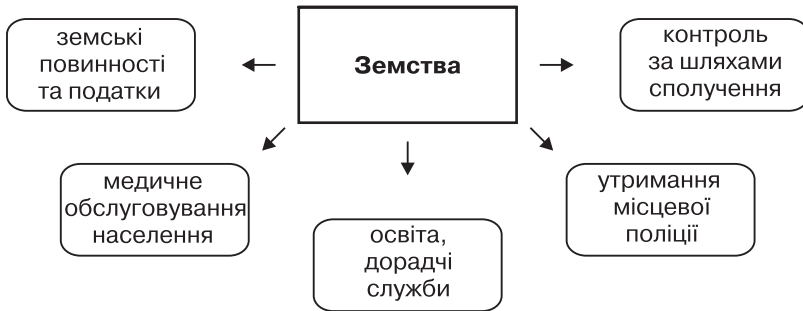 земські
повинності
та податки
Земства
контроль
за шляхами
сполучення
медичне
обслуговування
населення
освіта,
дорадчі
служби
утримання
місцевої
поліції